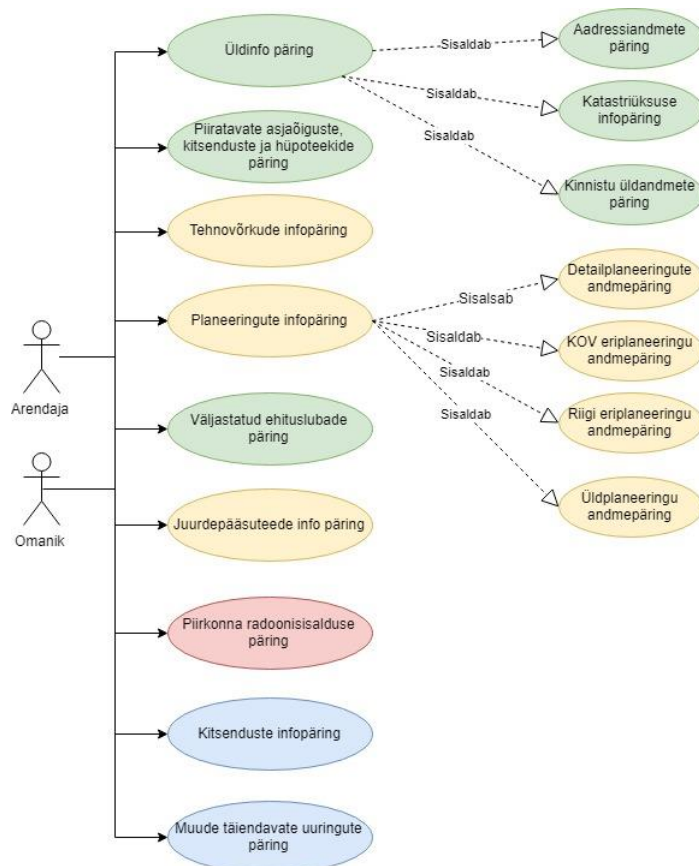 Üldinfo päring
Sisaldab
Aadressiandmete
päring
Sisaldab
Katastriüksuse
infopäring
Sisaldab
Kinnistu üldandmete
päring
Piiratavate asjaõiguste,
kitsenduste ja hüpoteekide
päring
Tehnovõrkude infopäring
Planeeringute infopäring
Sisalsab
Detailplaneeringute
andmepäring
Sisaldab
KOV eriplaneeringu
andmepäring
Sisaldab
Riigi eriplaneeringu
andmepäring
Sisaldab
Üldplaneeringu
andmepäring
Arendaja
Väljastatud ehituslubade
päring
Omanik
Juurdepääsuteede info päring
Piirkonna radoonisisalduse
päring
Kitsenduste infopäring
Muude täiendavate uuringute
päring